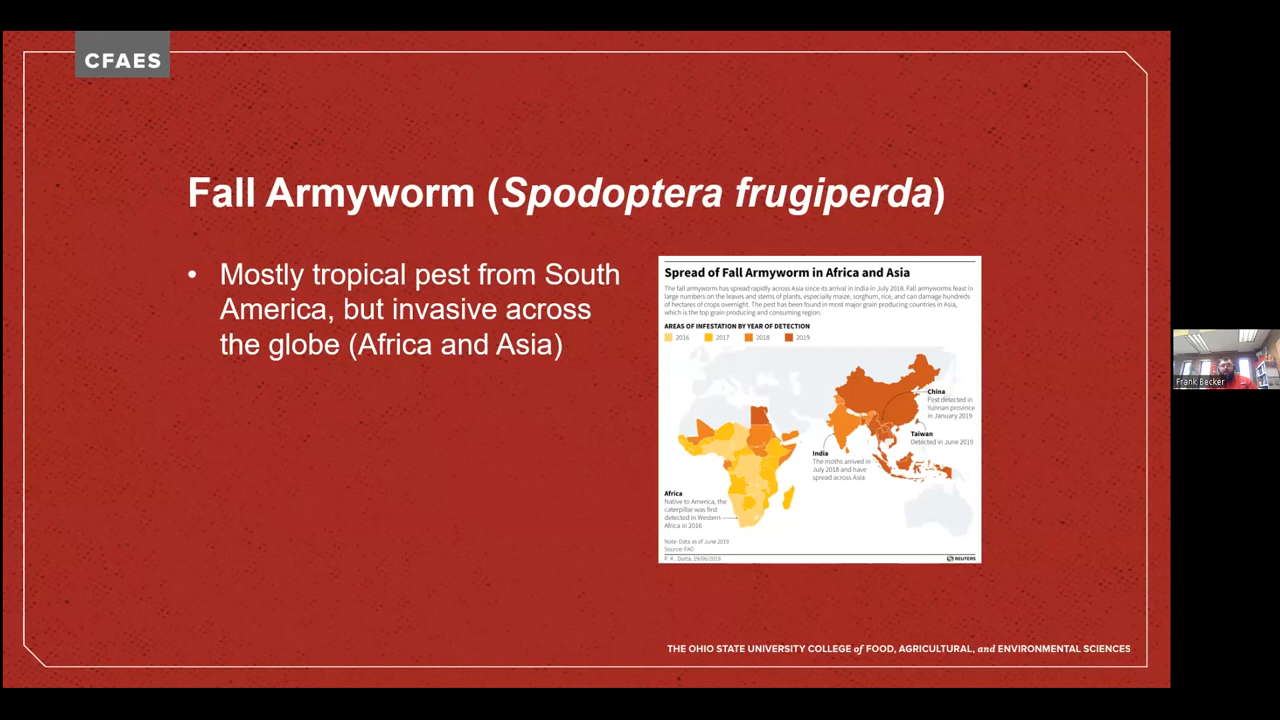 CFAES
Fall Armyworm (Spodoptera frugiperda)
• Mostly tropical pest from South
America, but invasive across
the globe (Africa and Asia)
Spread of Fall Armyworm in Africa and Asia
The fall armyworm has spread rapidly across Asia since its arrival in India in July 2018. Fall armyworms feast in
large numbers on the leaves and stems of plants, especially maize, sorghum, rice, and can damage hundreds
of hectares of crops overnight. The pest has been found in most major grain producing countries in Asia,
which is the top grain producing and consuming region.
AREAS OF INFESTATION BY YEAR OF DETECTION
2016 2017 2018 2019
China
First detected in
Yunnan province
in January 2019
Taiwan
Detected in June 2019
India
The moths arrived in
July 2018 and have
spread across Asia
Africa
Native to America, the
caterpillar was first
detected in Western
Africa in 2016
Note: Data as of June 2019
Source: FAO
P. K. Dutta, 19/06/2019
REUTERS
Frank Becker
THE OHIO STATE UNIVERSITY COLLEGE of FOOD, AGRICULTURAL, and ENVIRONMENTAL SCIENCES